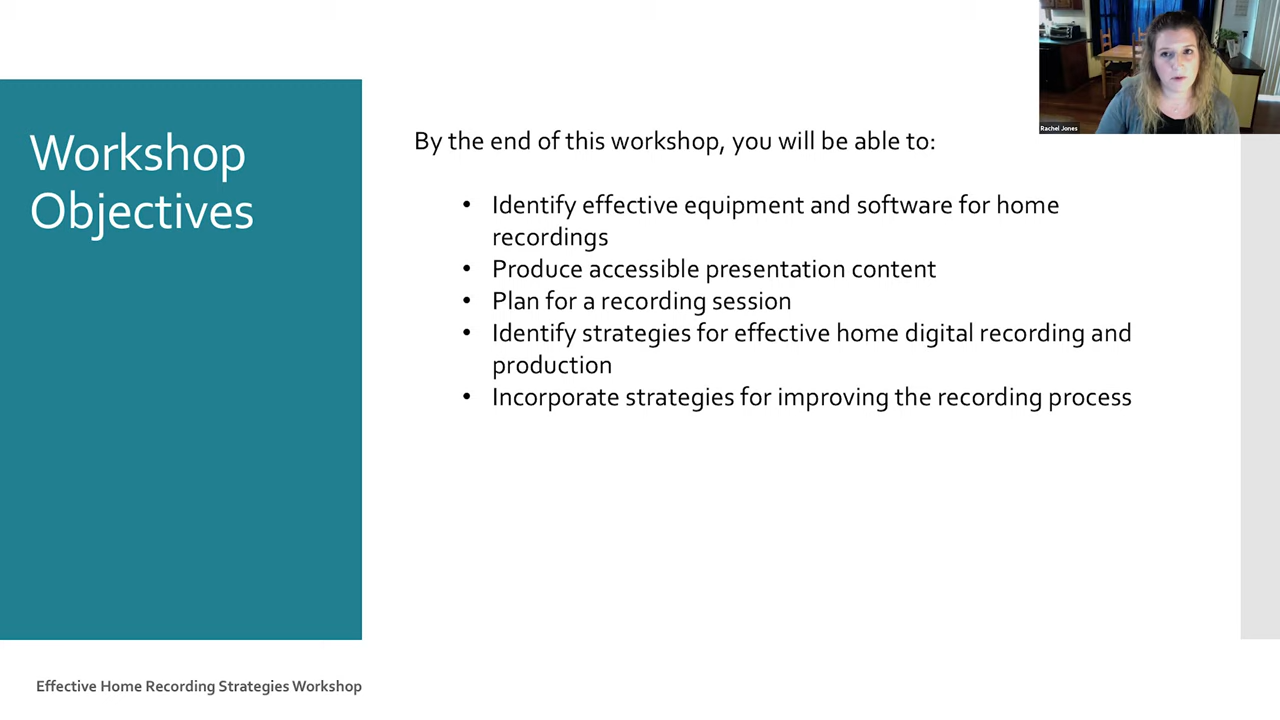 Workshop
Objectives
By the end of this workshop, you will be able to:
• Identify effective equipment and software for home
recordings
• Produce accessible presentation content
• Plan for a recording session
• Identify strategies for effective home digital recording and
production
• Incorporate strategies for improving the recording process
Rachel Jones
Effective Home Recording Strategies Workshop